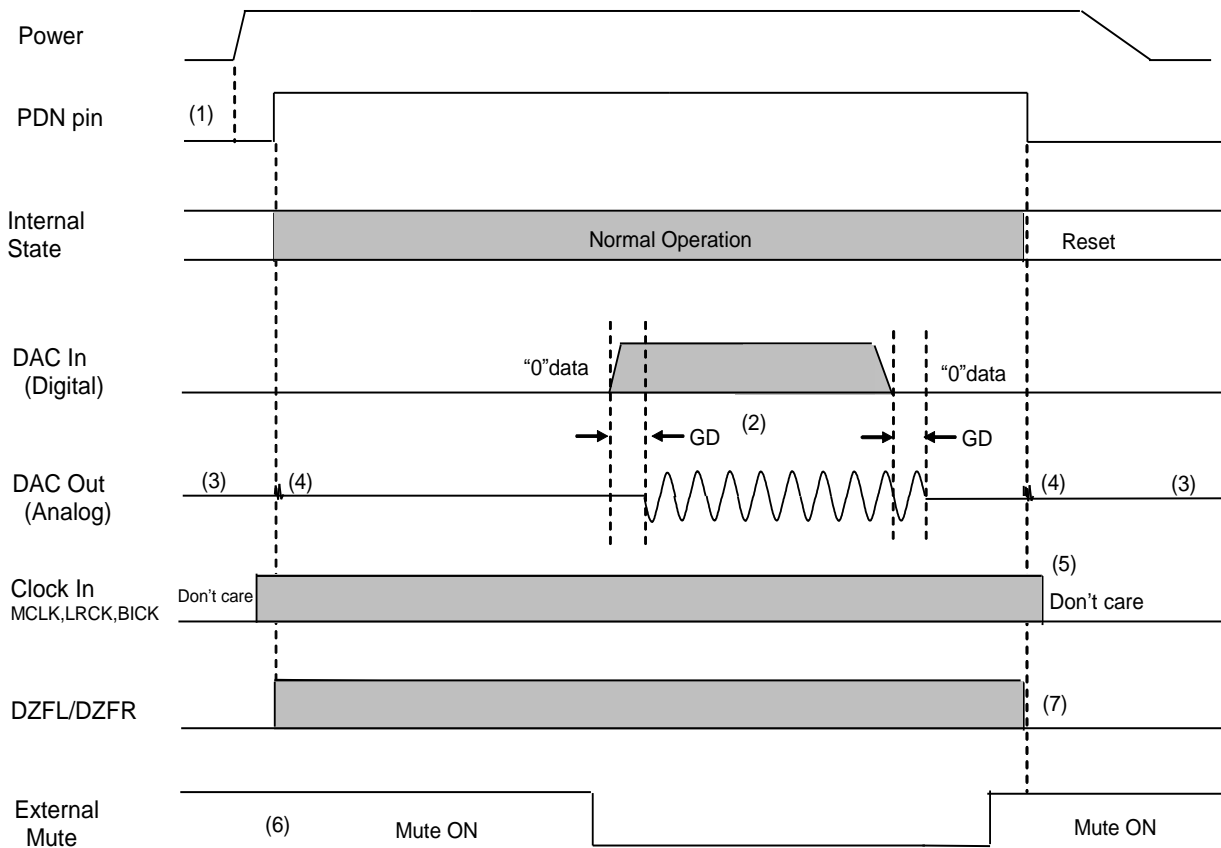 Power
PDN pin
(1)
Internal
State
Normal Operation
Reset
DAC In
(Digital)
“0”data
“0”data
(2)
GD
GD
DAC Out
(Analog)
(3)
(4)
(4)
(3)
Clock In
MCLK,LRCK,BICK
Don’t care
(5)
Don’t care
DZFL/DZFR
(7)
External
Mute
(6)
Mute ON
Mute ON